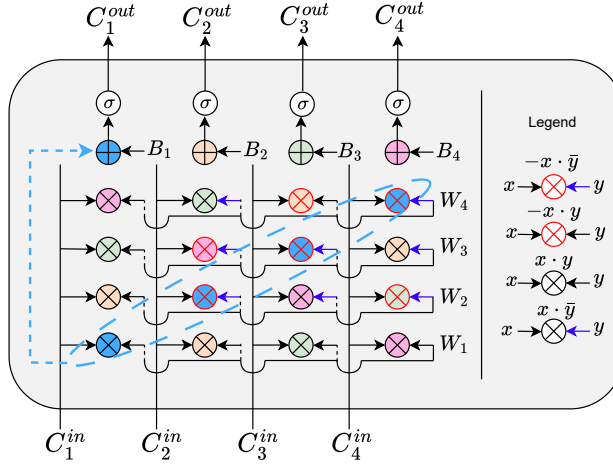 C_1^{out} C_2^{out} C_3^{out} C_4^{out}
σ σ σ σ
B_1 B_2 B_3 B_4
W_4
W_3
W_2
W_1
C_1^{in} C_2^{in} C_3^{in} C_4^{in}
Legend
-x · ȳ
x y
-x · y
x y
x · y
x y
x · ȳ
x y